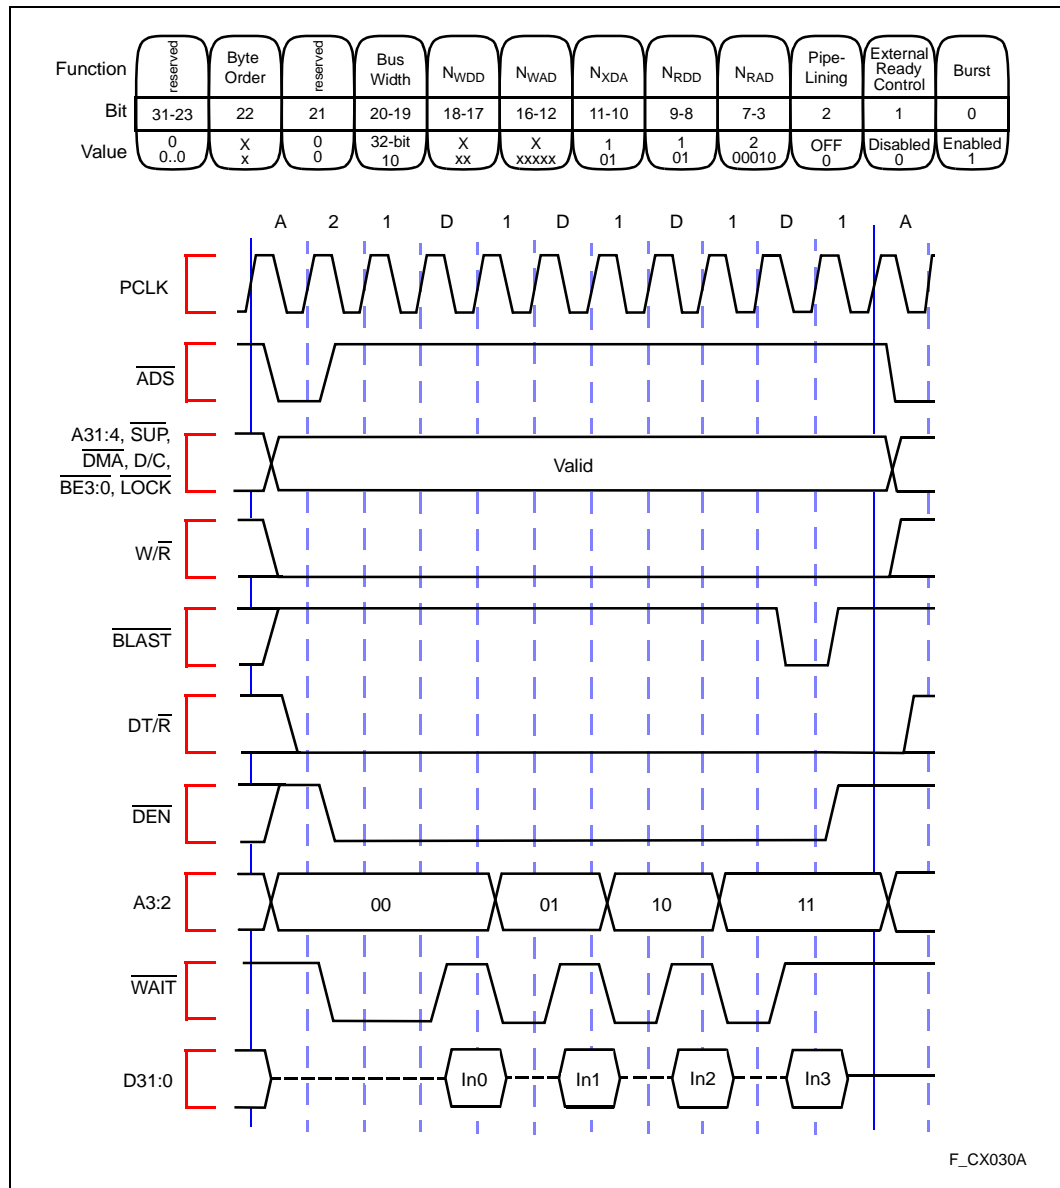 Function reserved Byte Order reserved Bus Width NWDD NWAD NXDA NRDD NRAD Pipe-Lining External Ready Control Burst
Bit 31-23 22 21 20-19 18-17 16-12 11-10 9-8 7-3 2 1 0
Value 0 X 0 32-bit X X 1 1 2 OFF Disabled Enabled
0..0 x 0 10 xx xxxxx 01 01 00010 0 0 1
A 2 1 D 1 D 1 D 1 D 1 A
PCLK
ADS
A31:4, SUP,
DMA, D/C,
BE3:0, LOCK
Valid
W/R
BLAST
DT/R
DEN
A3:2 00 01 10 11
WAIT
D31:0 In0 In1 In2 In3
F_CX030A